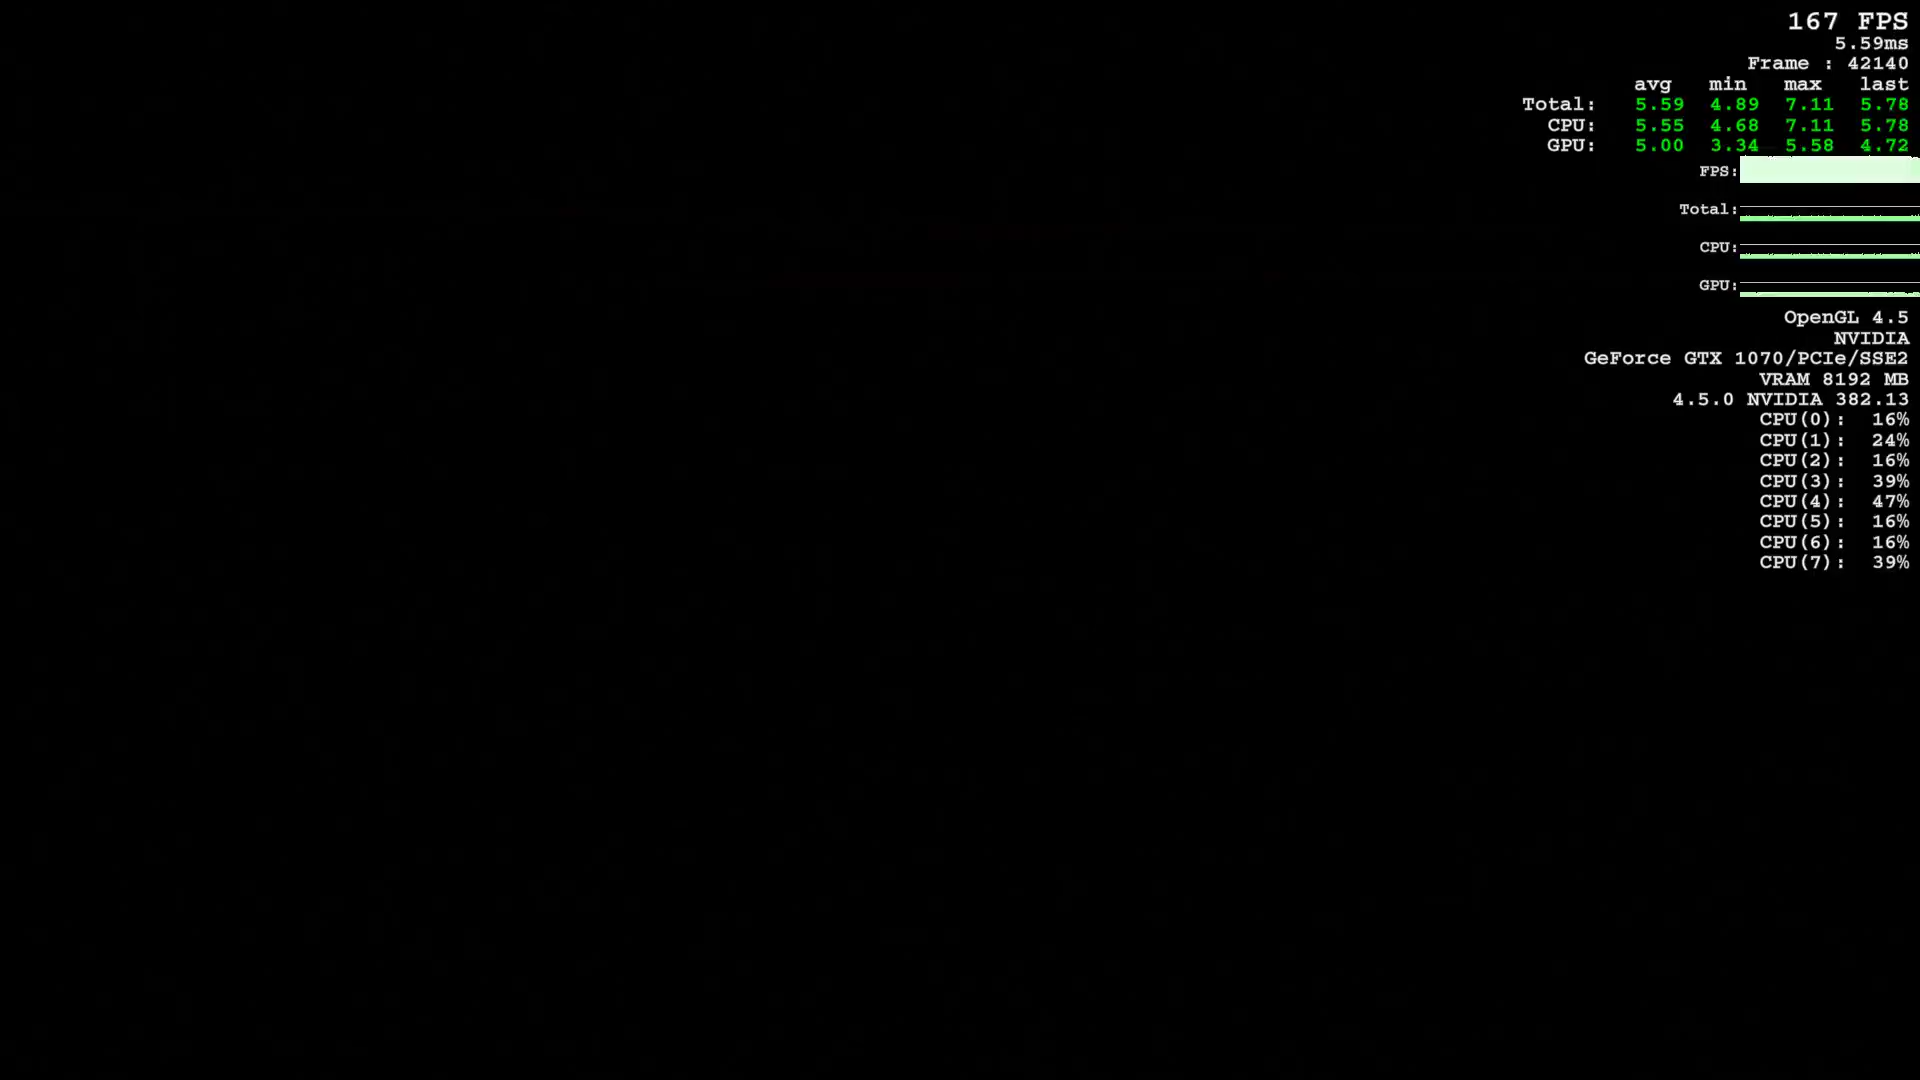 167 FPS
5.59ms
Frame : 42140
avg min max last
Total: 5.59 4.89 7.11 5.78
CPU: 5.55 4.68 7.11 5.78
GPU: 5.00 3.34 5.58 4.72
FPS:
Total:
CPU:
GPU:
OpenGL 4.5
NVIDIA
GeForce GTX 1070/PCIe/SSE2
VRAM 8192 MB
4.5.0 NVIDIA 382.13
CPU(0): 16%
CPU(1): 24%
CPU(2): 16%
CPU(3): 39%
CPU(4): 47%
CPU(5): 16%
CPU(6): 16%
CPU(7): 39%